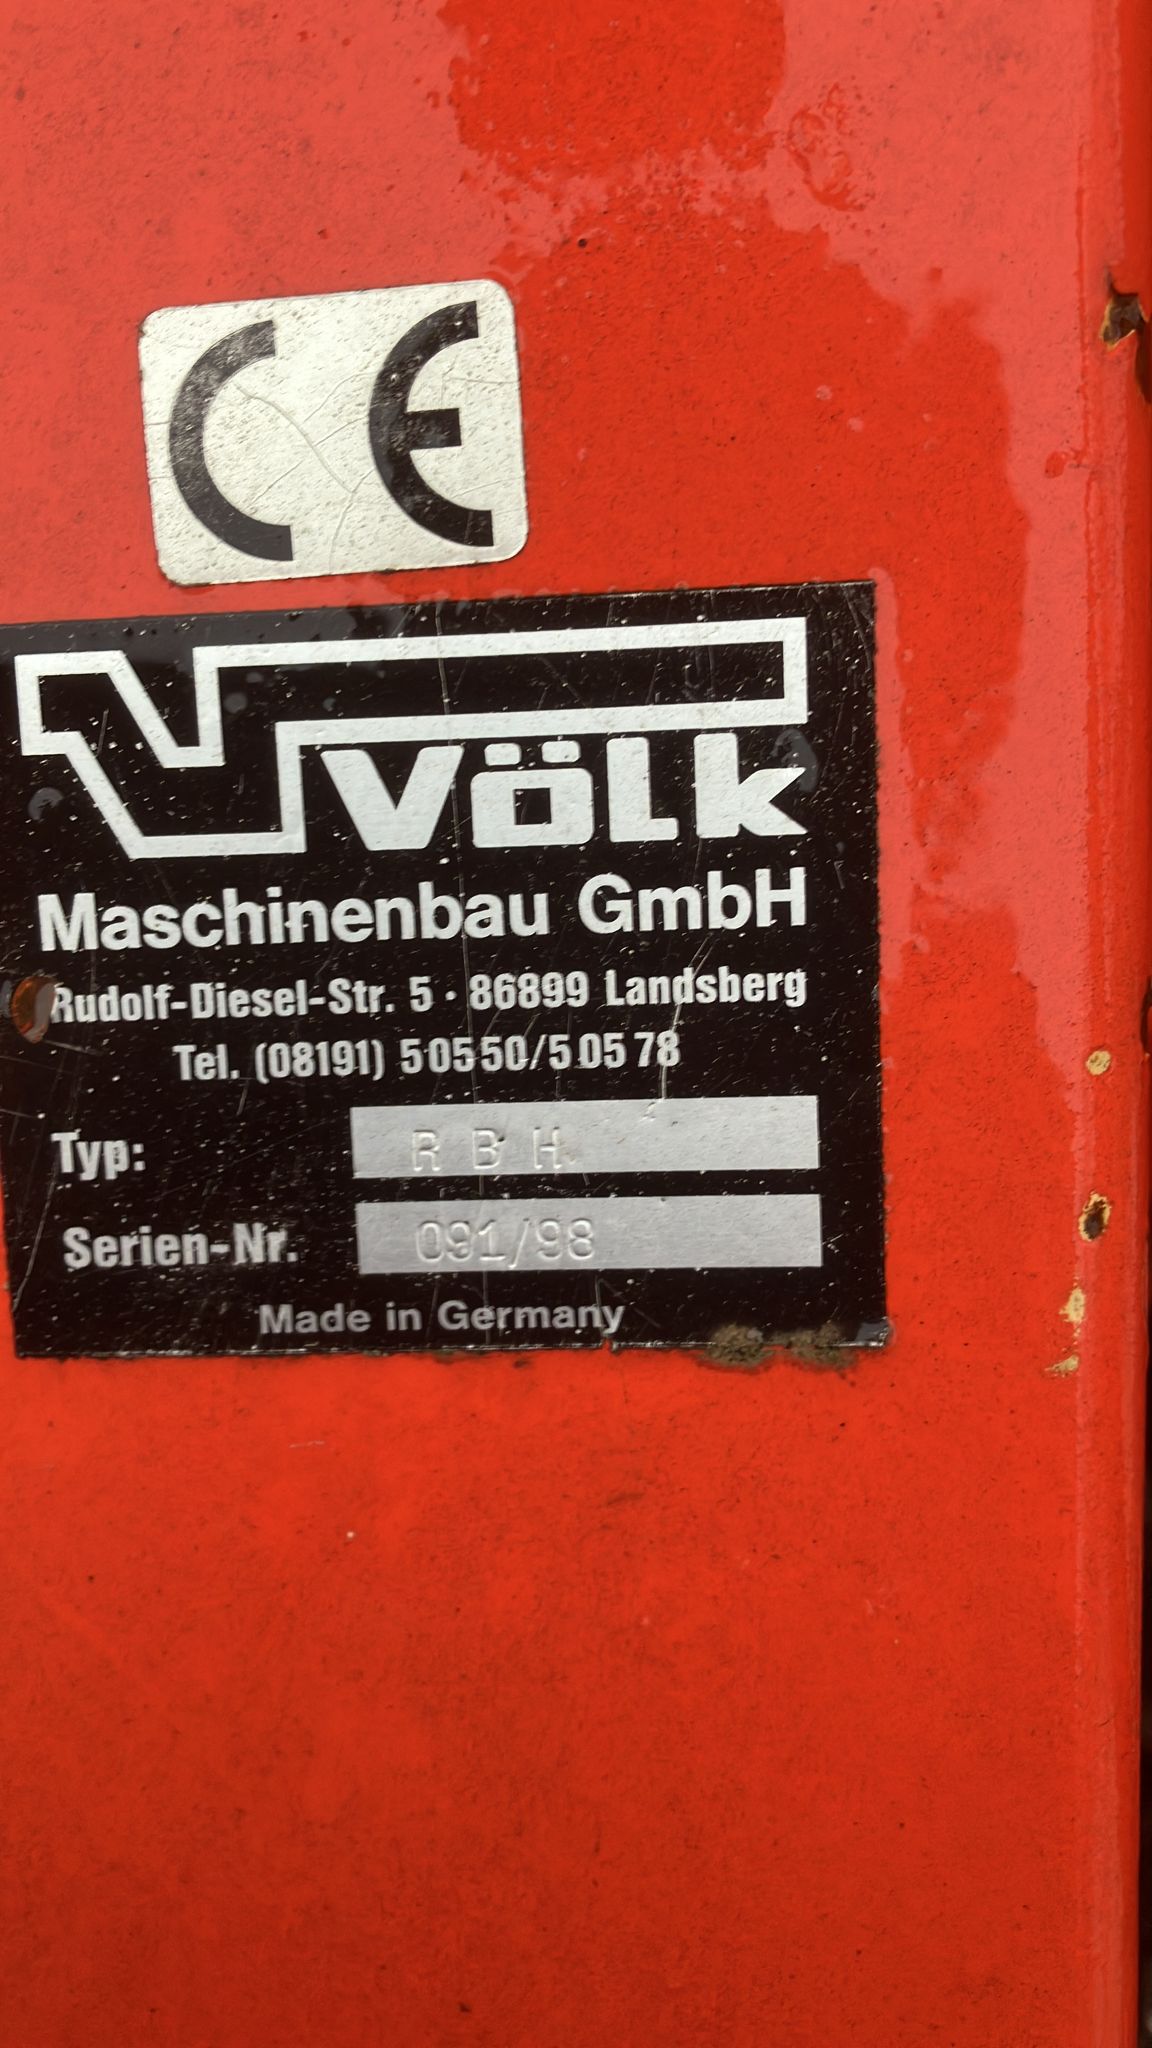 CE
VÖLK
Maschinenbau GmbH
Rudolf-Diesel-Str. 5 · 86899 Landsberg
Tel. (08191) 50550/50578
Typ: RBH
Serien-Nr. 091/98
Made in Germany